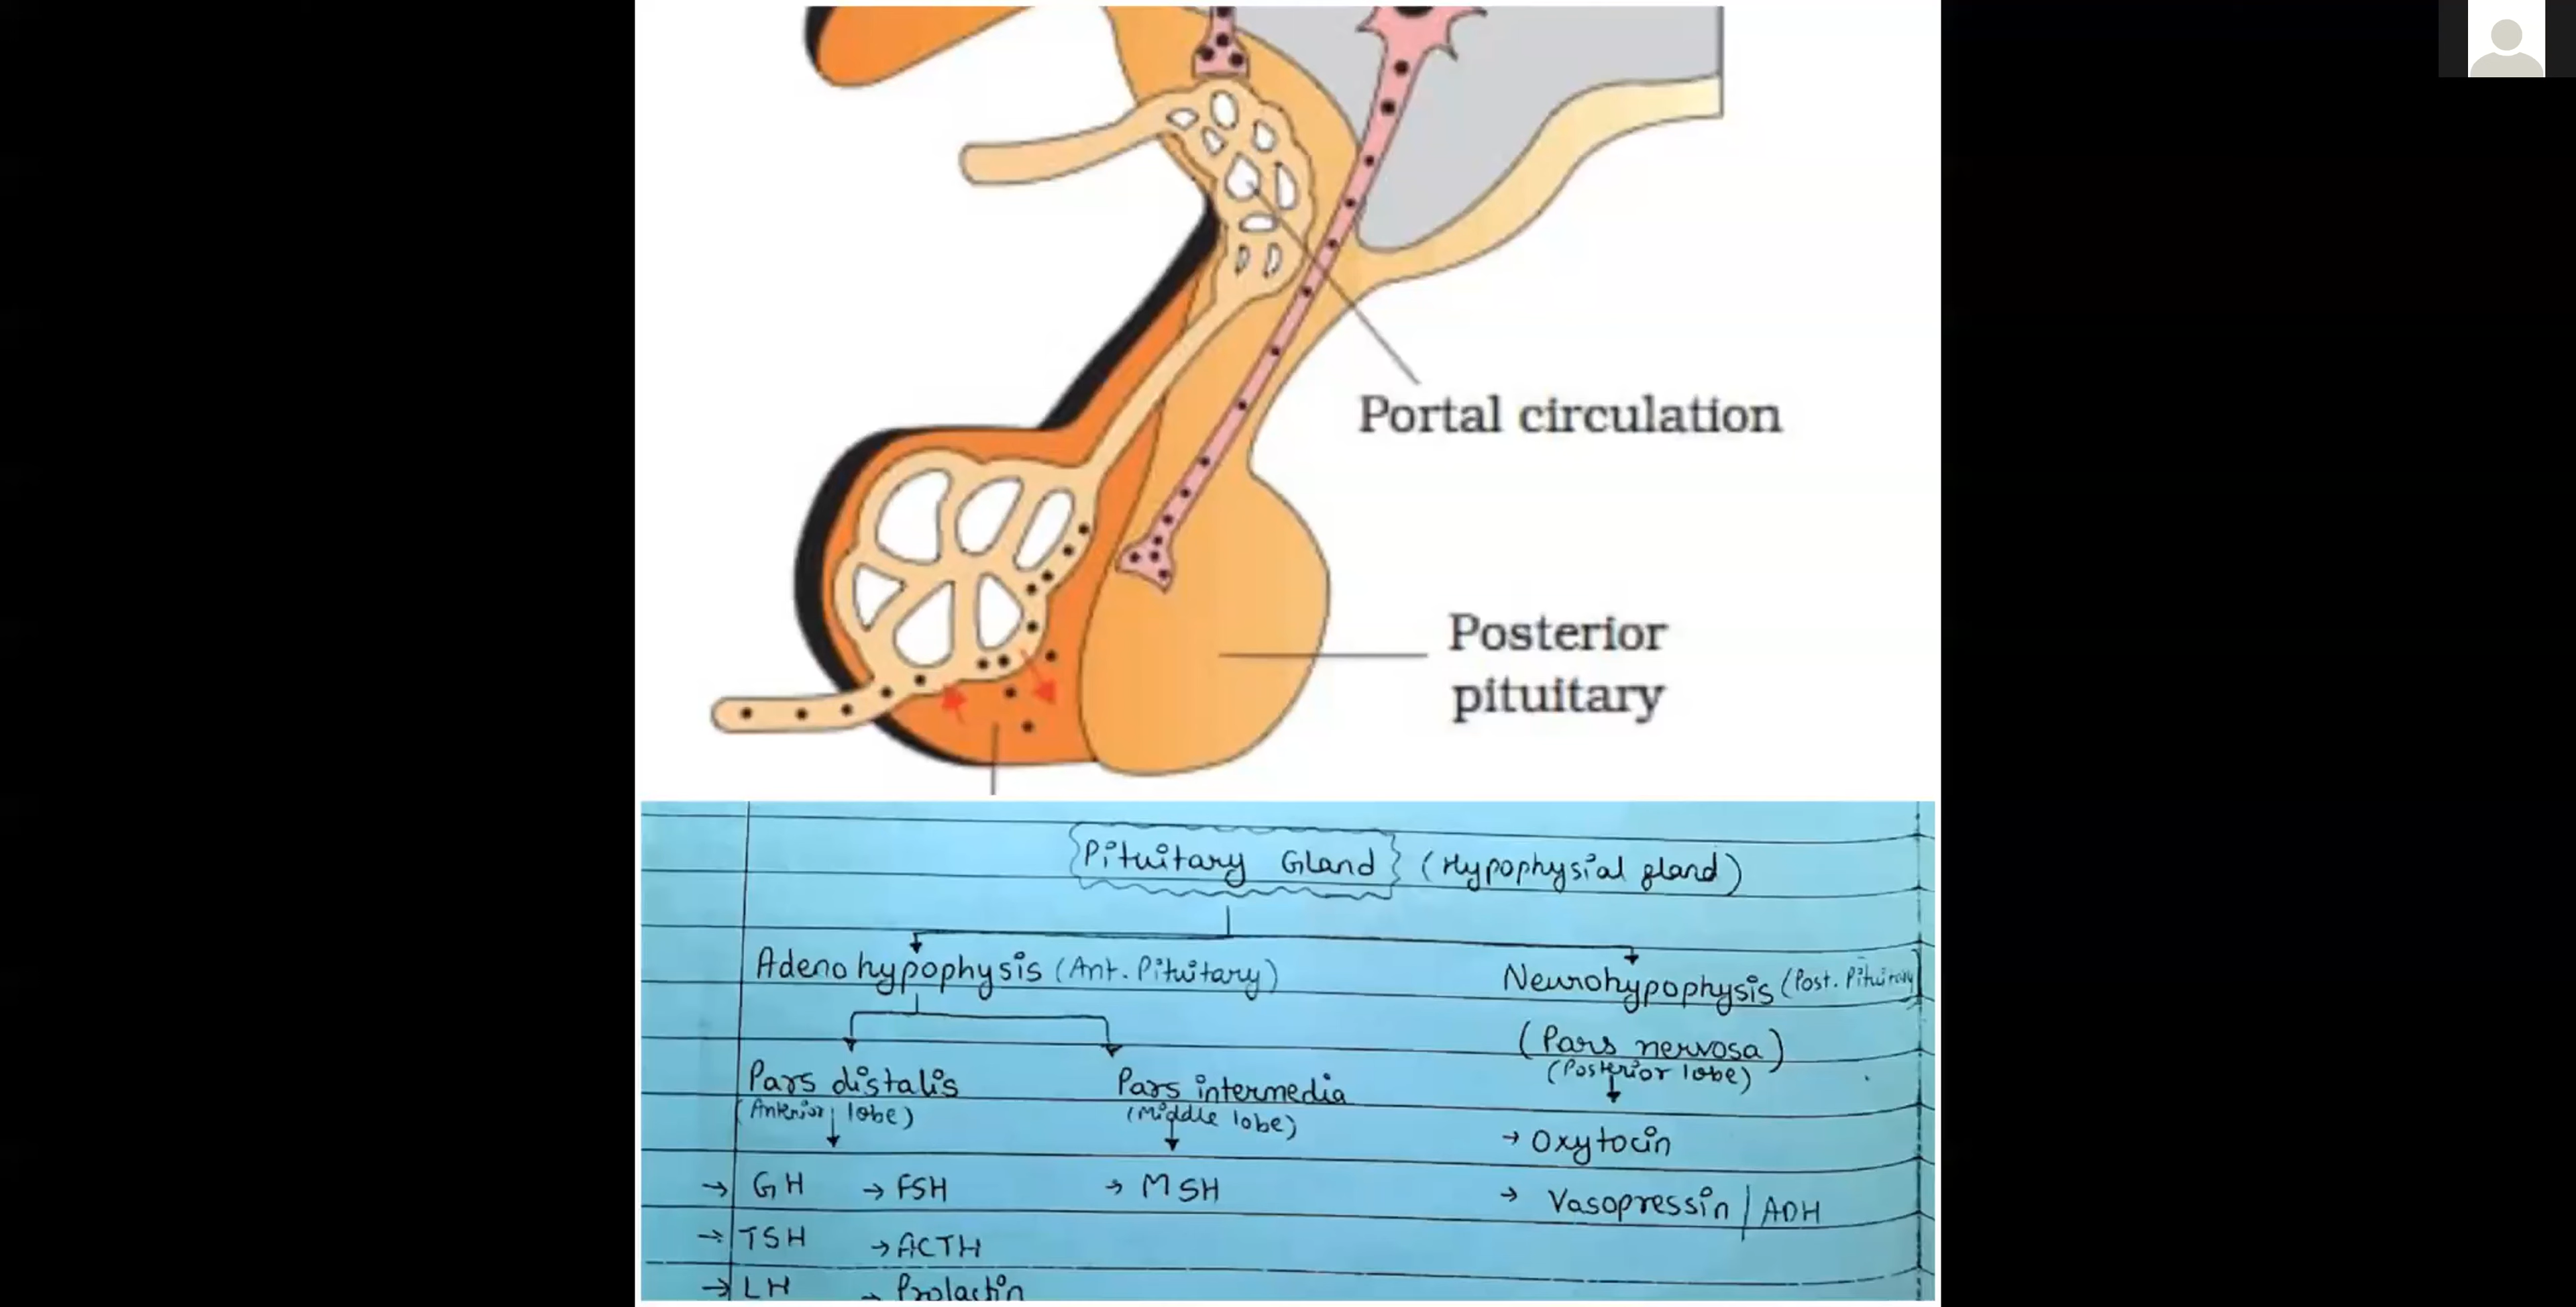 Portal circulation
Posterior
pituitary
Pituitary Gland (Hypophysial gland)
Adenohypophysis (Ant. Pituitary)
Neurohypophysis (Post. Pituitary)
(Pars nervosa)
(Posterior lobe)
Pars distalis
(Anterior lobe)
Pars intermedia
(Middle lobe)
→ Oxytocin
→ GH → FSH → MSH → Vasopressin / ADH
→ TSH → ACTH
→ LH → Prolactin